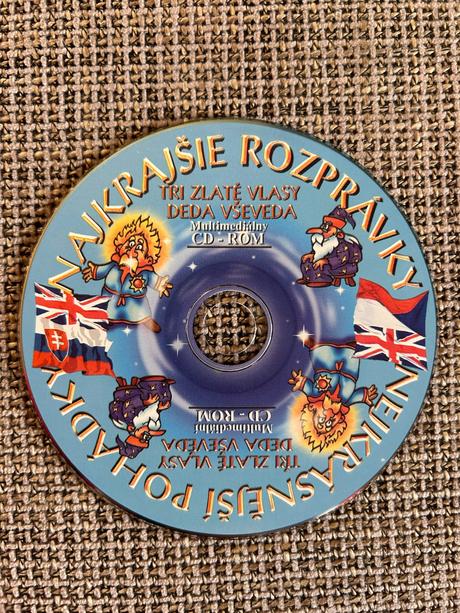 NAJKRAJŠIE ROZPRÁVKY
TRI ZLATÉ VLASY
DEDA VŠEVEDA
Multimediálny
CD - ROM
NEJKRÁSNĚJŠÍ POHÁDKY
TŘI ZLATÉ VLASY
DĚDA VŠEVĚDA
Multimediální
CD - ROM